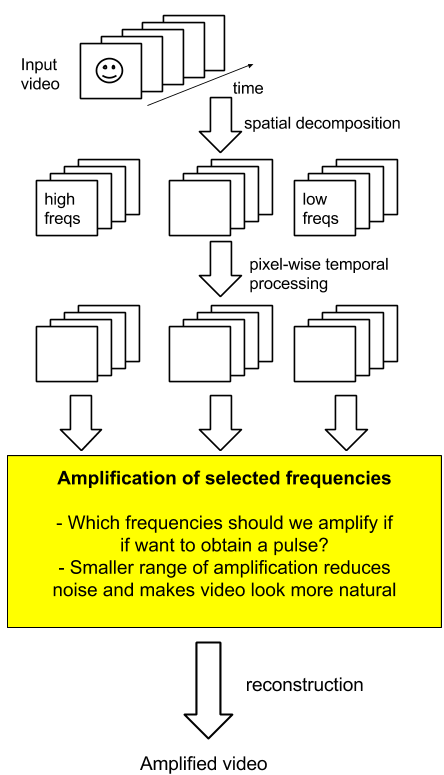 Input
video
time
spatial decomposition
high
freqs
low
freqs
pixel-wise temporal
processing
Amplification of selected frequencies
- Which frequencies should we amplify if
if want to obtain a pulse?
- Smaller range of amplification reduces
noise and makes video look more natural
reconstruction
Amplified video